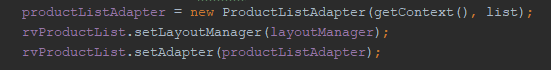 productListAdapter = new ProductListAdapter(getContext(), list);
rvProductList.setLayoutManager(layoutManager);
rvProductList.setAdapter(productListAdapter);